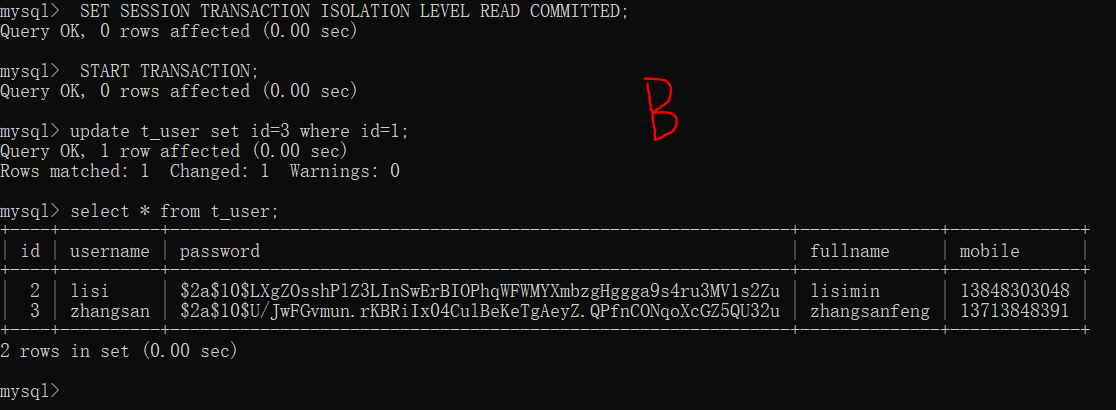 mysql>  SET SESSION TRANSACTION ISOLATION LEVEL READ COMMITTED;
Query OK, 0 rows affected (0.00 sec)
mysql>  START TRANSACTION;
Query OK, 0 rows affected (0.00 sec)
B
mysql> update t_user set id=3 where id=1;
Query OK, 1 row affected (0.00 sec)
Rows matched: 1  Changed: 1  Warnings: 0
mysql> select * from t_user;
+----+----------+--------------------------------------------------------------+--------------+-------------+
| id | username | password                                                     | fullname     | mobile      |
+----+----------+--------------------------------------------------------------+--------------+-------------+
|  2 | lisi     | $2a$10$LXgZOsshPlZ3LInSwErBIOPhqWFWMYXmbzgHggga9s4ru3MV1s2Zu | lisimin      | 13848303048 |
|  3 | zhangsan | $2a$10$U/JwFGvmun.rKBRiIx04CulBeKeTgAeyZ.QPfnCONqoXcGZ5QU32u | zhangsanfeng | 13713848391 |
+----+----------+--------------------------------------------------------------+--------------+-------------+
2 rows in set (0.00 sec)
mysql>